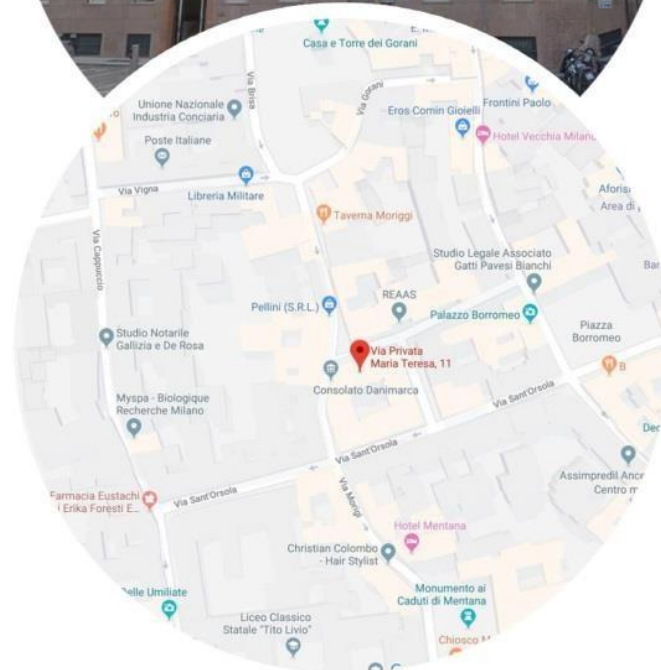 Casa e Torre dei Gorani
Via Brisa
Via Gorani
Unione Nazionale
Industria Conciaria
Eros Comin Gioielli
Frontini Paolo
Hotel Vecchia Milano
Poste Italiane
Via Vigna
Libreria Militare
Taverna Moriggi
Area di
Via Cappuccio
Studio Legale Associato
Gatti Pavesi Bianchi
Pellini (S.R.L.)
REAAS
Palazzo Borromeo
Piazza
Borromeo
Studio Notarile
Gallizia e De Rosa
Via Privata
Maria Teresa, 11
Consolato Danimarca
B
Myspa - Biologique
Recherche Milano
Via Sant'Orsola
Via Sant'Orsola
Assimpredil Ance
Centro m
Farmacia Eustachi
i Erika Foresti E...
Via Sant'Orsola
Via Morigi
Hotel Mentana
Christian Colombo
- Hair Stylist
Delle Umiliate
Monumento ai
Caduti di Mentana
Liceo Classico
Statale "Tito Livio"
Chiosco M